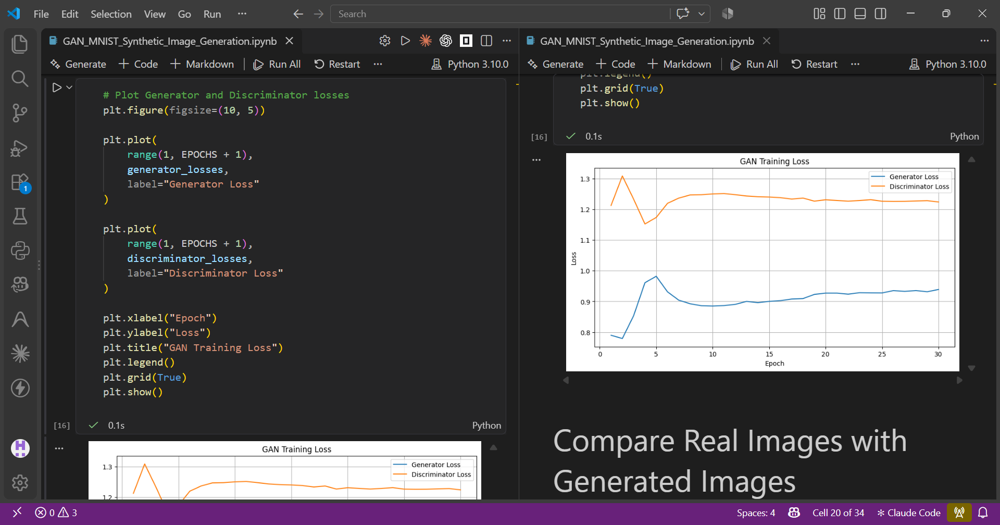 File Edit Selection View Go Run ...
Search
GAN_MNIST_Synthetic_Image_Generation.ipynb
Generate + Code + Markdown Run All Restart ... Python 3.10.0
# Plot Generator and Discriminator losses
plt.figure(figsize=(10, 5))
plt.plot(
range(1, EPOCHS + 1),
generator_losses,
label="Generator Loss"
)
plt.plot(
range(1, EPOCHS + 1),
discriminator_losses,
label="Discriminator Loss"
)
plt.xlabel("Epoch")
plt.ylabel("Loss")
plt.title("GAN Training Loss")
plt.legend()
plt.grid(True)
plt.show()
[16] 0.1s Python
...
GAN Training Loss
Generator Loss
Discriminator Loss
1.3
1.2
GAN_MNIST_Synthetic_Image_Generation.ipynb
Generate + Code + Markdown Run All Restart ... Python 3.10.0
plt.legend()
plt.grid(True)
plt.show()
[16] 0.1s Python
...
GAN Training Loss
Generator Loss
Discriminator Loss
1.3
1.2
1.1
1.0
0.9
0.8
Loss
0 5 10 15 20 25 30
Epoch
Compare Real Images with
Generated Images
1
H
0 3
Spaces: 4 Cell 20 of 34 Claude Code